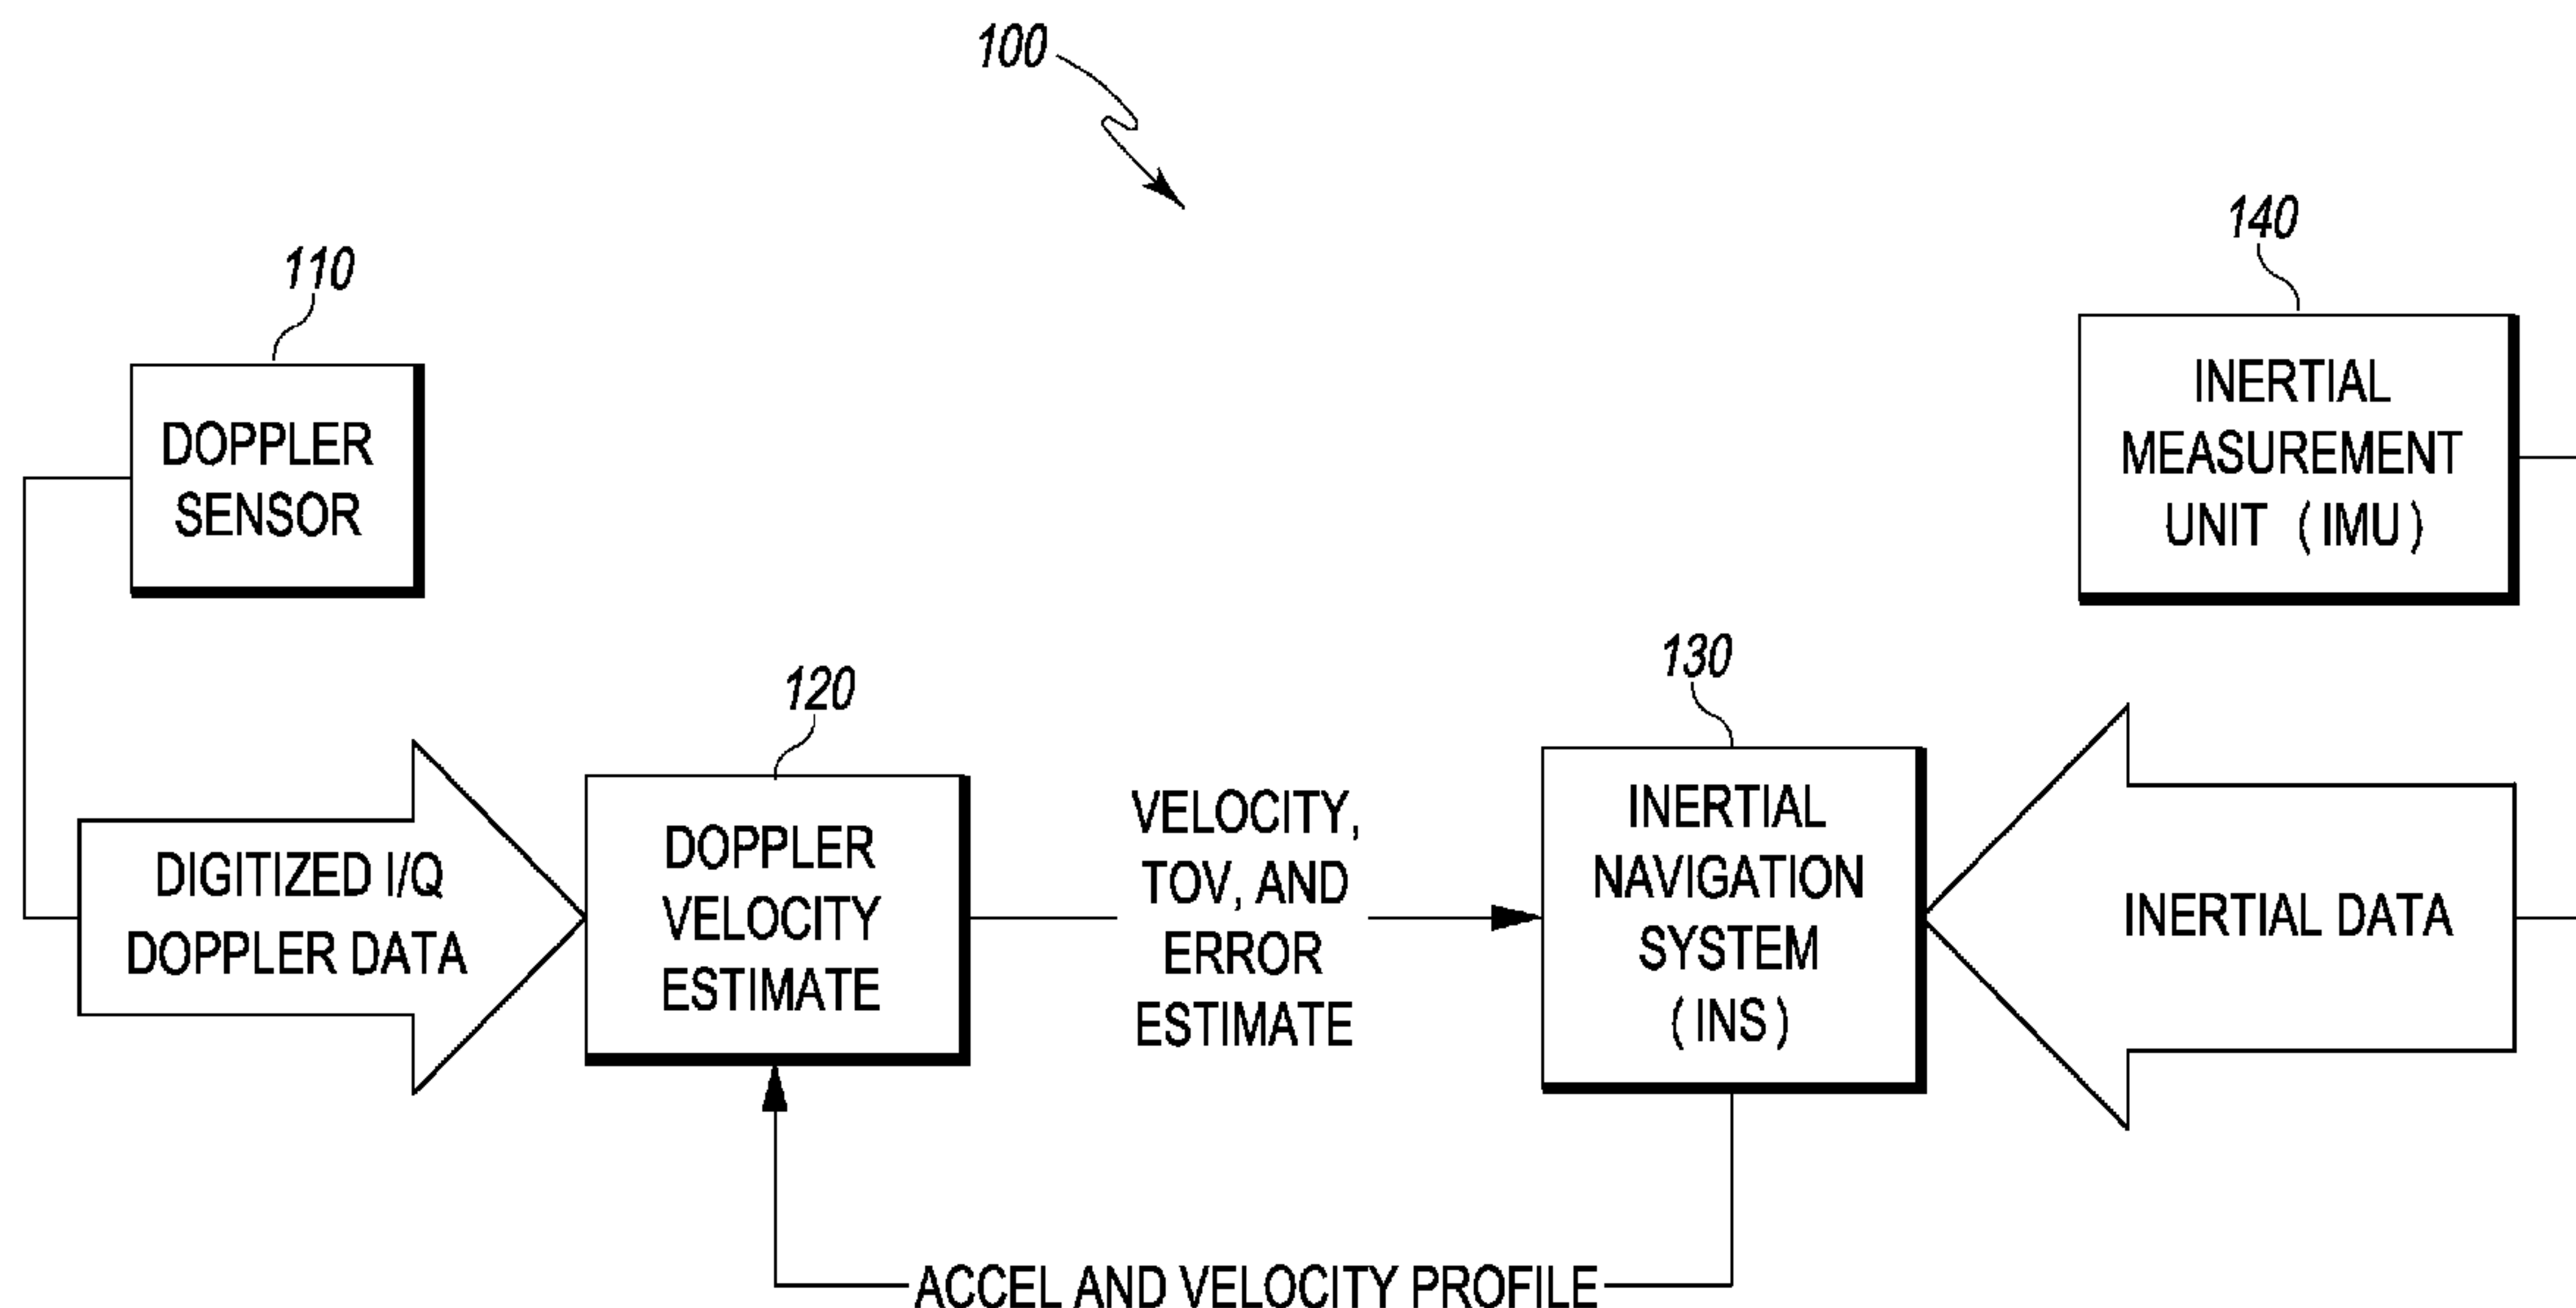 100
110
DOPPLER
SENSOR
140
INERTIAL
MEASUREMENT
UNIT (IMU)
DIGITIZED I/Q
DOPPLER DATA
120
DOPPLER
VELOCITY
ESTIMATE
VELOCITY,
TOV, AND
ERROR
ESTIMATE
130
INERTIAL
NAVIGATION
SYSTEM
(INS)
INERTIAL DATA
ACCEL AND VELOCITY PROFILE